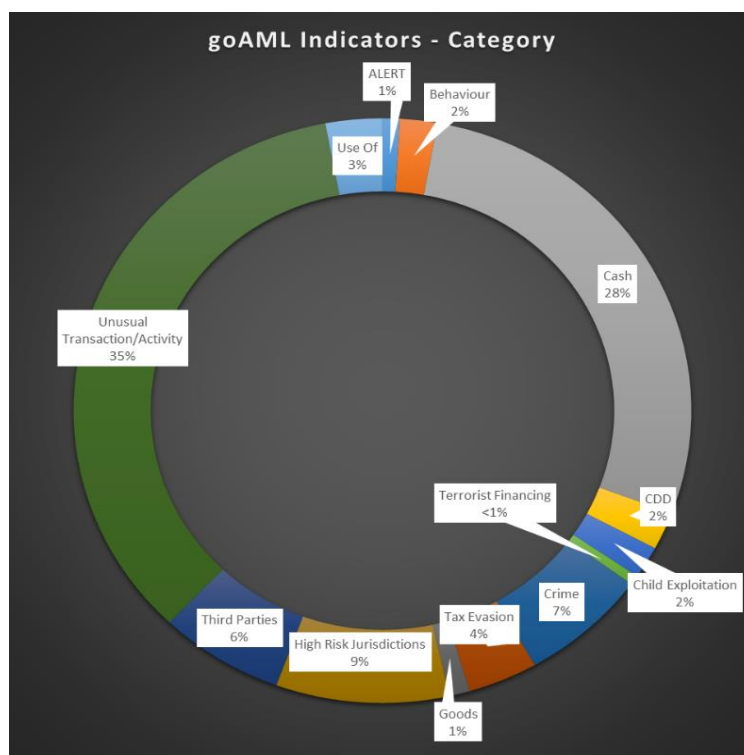 goAML Indicators - Category
ALERT
1%
Behaviour
2%
Use Of
3%
Cash
28%
Unusual
Transaction/Activity
35%
Terrorist Financing
<1%
CDD
2%
Child Exploitation
2%
Crime
7%
Tax Evasion
4%
Third Parties
6%
High Risk Jurisdictions
9%
Goods
1%